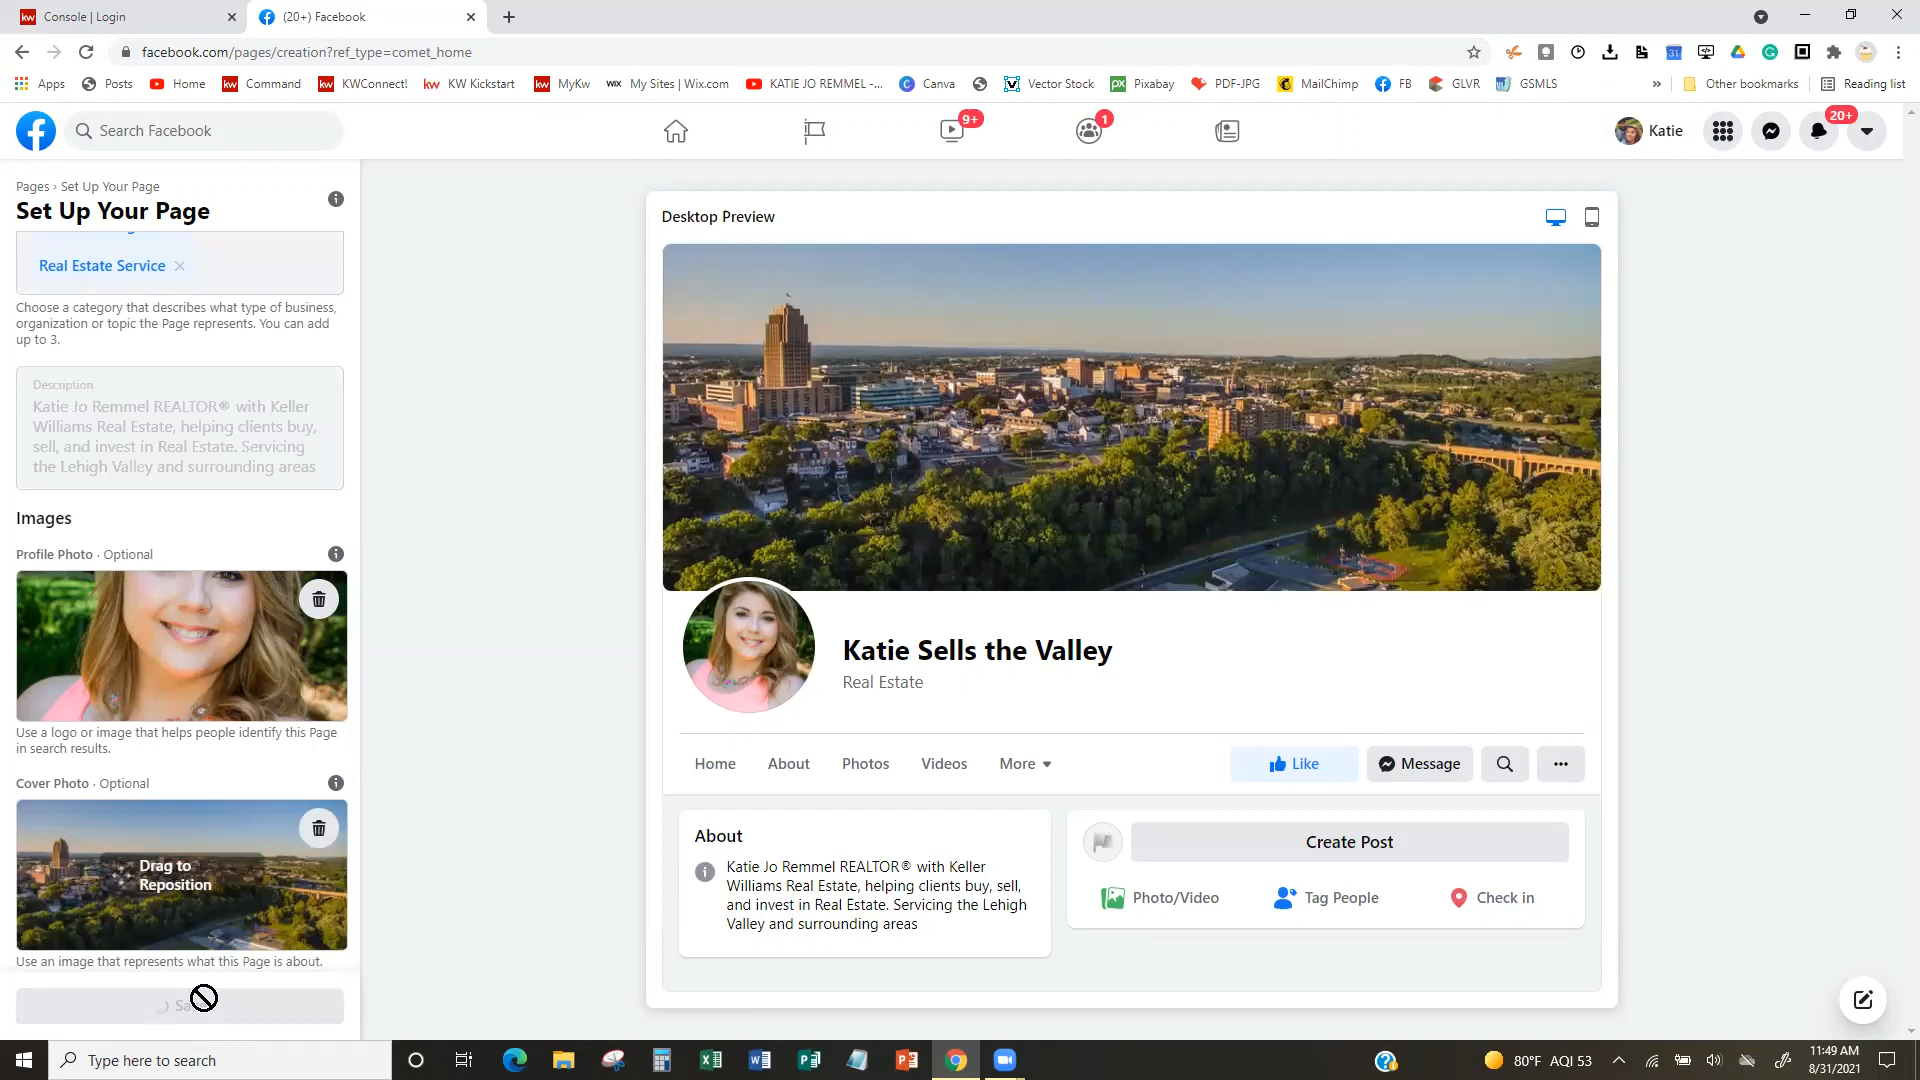 Console | Login
(20+) Facebook
facebook.com/pages/creation?ref_type=comet_home
Apps
Posts
Home
Command
KWConnect!
KW Kickstart
MyKw
My Sites | Wix.com
KATIE JO REMMEL -...
Canva
Vector Stock
Pixabay
PDF-JPG
MailChimp
FB
GLVR
GSMLS
»
Other bookmarks
Reading list
Search Facebook
9+
1
Katie
20+
Pages › Set Up Your Page
Set Up Your Page
Real Estate Service
Choose a category that describes what type of business,
organization or topic the Page represents. You can add
up to 3.
Description
Katie Jo Remmel REALTOR® with Keller
Williams Real Estate, helping clients buy,
sell, and invest in Real Estate. Servicing
the Lehigh Valley and surrounding areas
Images
Profile Photo · Optional
Use a logo or image that helps people identify this Page
in search results.
Cover Photo · Optional
Drag to
Reposition
Use an image that represents what this Page is about.
Desktop Preview
Katie Sells the Valley
Real Estate
Home
About
Photos
Videos
More
Like
Message
About
Katie Jo Remmel REALTOR® with Keller
Williams Real Estate, helping clients buy, sell,
and invest in Real Estate. Servicing the Lehigh
Valley and surrounding areas
Create Post
Photo/Video
Tag People
Check in
Type here to search
80°F AQI 53
11:49 AM
8/31/2021